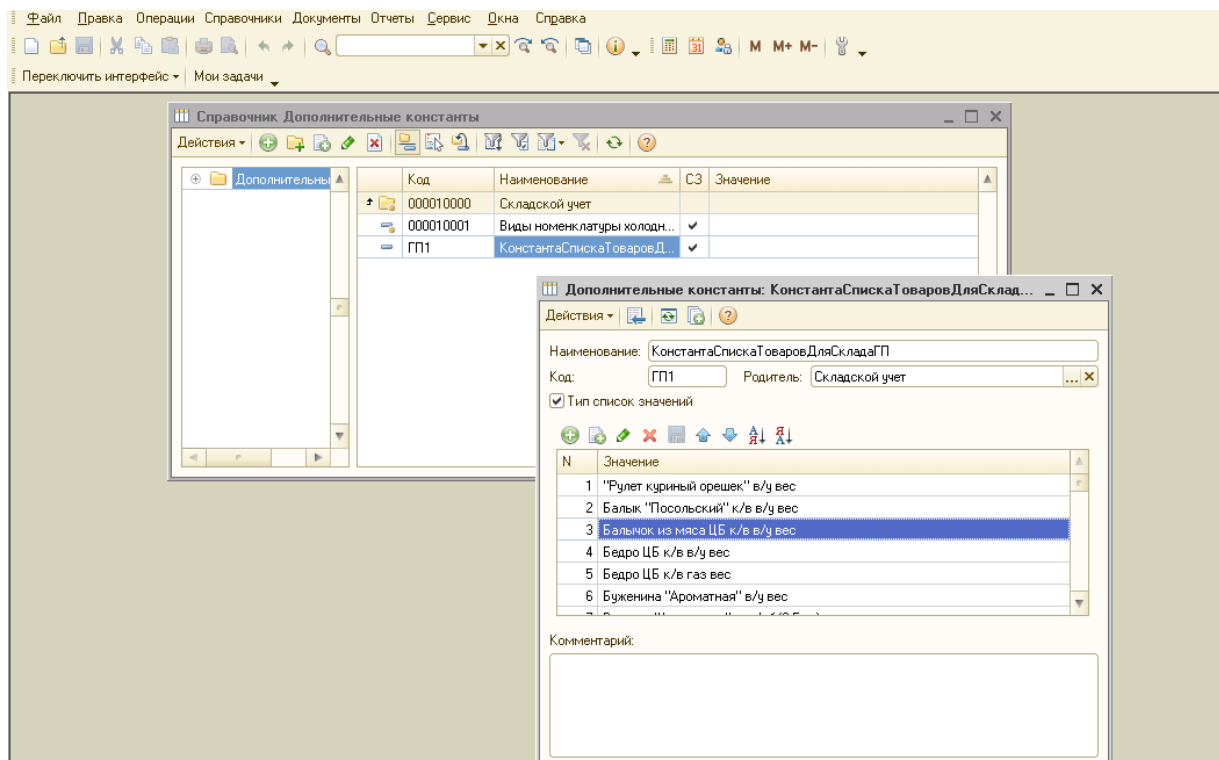 Файл Правка Операции Справочники Документы Отчеты Сервис Окна Справка
M M+ M-
Переключить интерфейс Мои задачи
Справочник Дополнительные константы
Действия
Дополнительны
Код Наименование СЗ Значение
000010000 Складской учет
000010001 Виды номенклатуры холодн...
ГП1 КонстантаСпискаТоваровД...
Дополнительные константы: КонстантаСпискаТоваровДляСклад...
Действия
Наименование: КонстантаСпискаТоваровДляСкладаГП
Код: ГП1 Родитель: Складской учет
Тип список значений
N Значение
1 "Рулет куриный орешек" в/у вес
2 Балык "Посольский" к/в в/у вес
3 Балычок из мяса ЦБ к/в в/у вес
4 Бедро ЦБ к/в в/у вес
5 Бедро ЦБ к/в газ вес
6 Буженина "Ароматная" в/у вес
Комментарий: